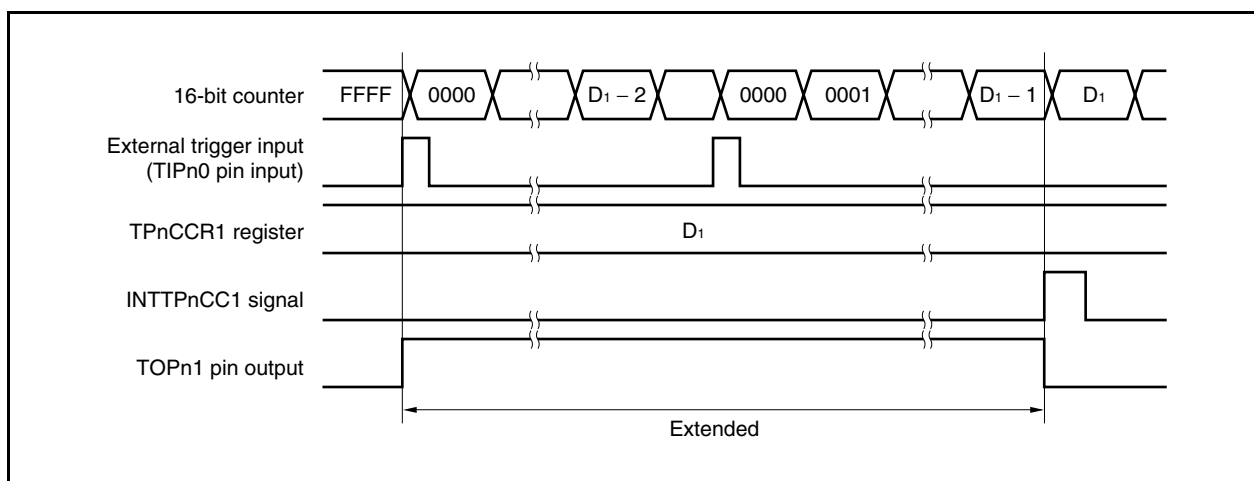 16-bit counter FFFF 0000 D1 − 2 0000 0001 D1 − 1 D1
External trigger input
(TIPn0 pin input)
TPnCCR1 register D1
INTTPnCC1 signal
TOPn1 pin output
Extended